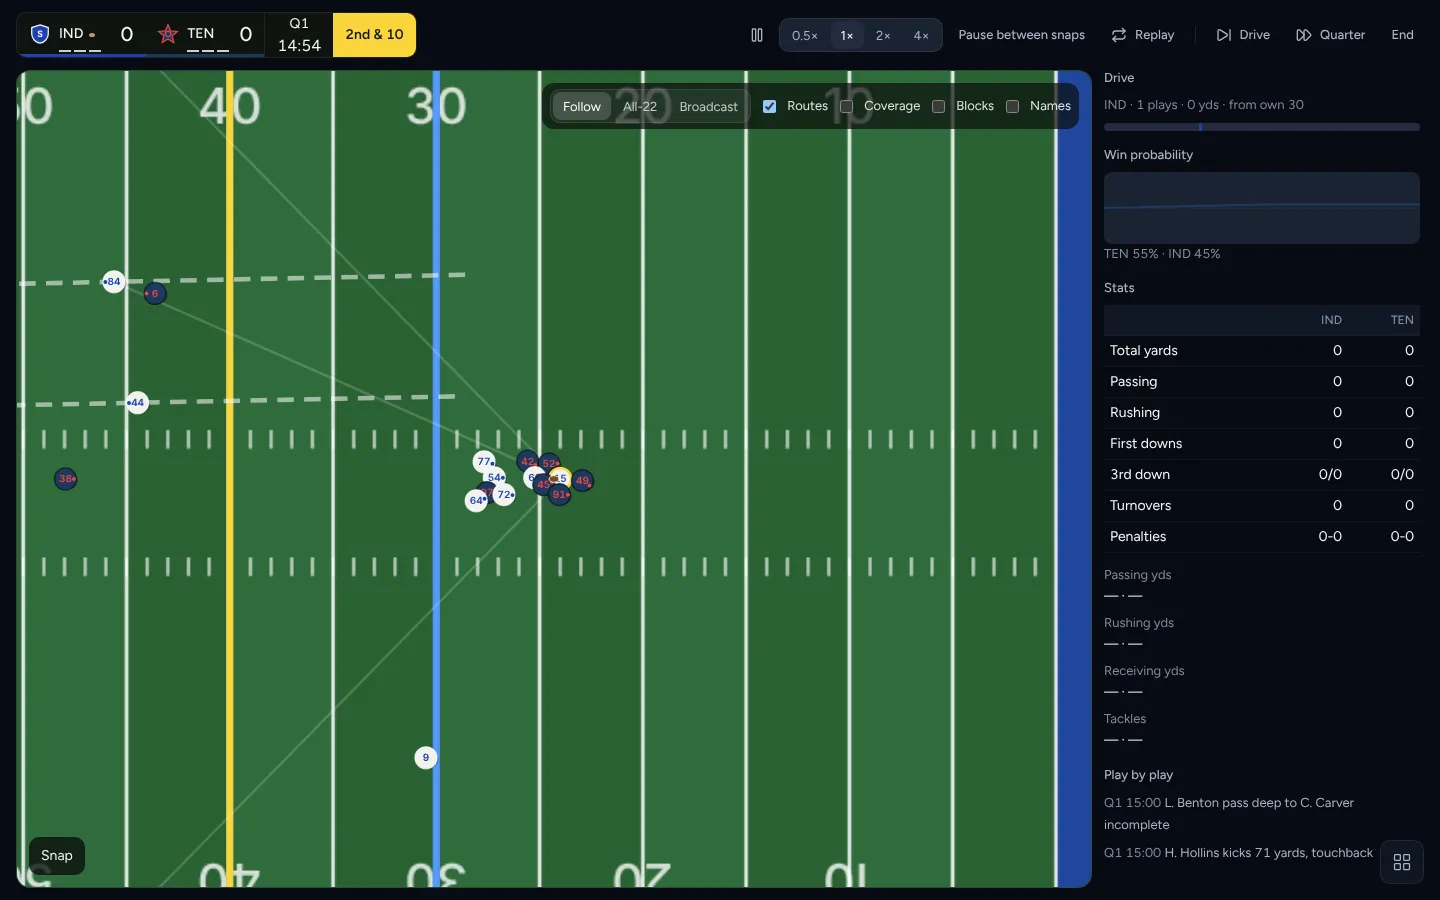 S IND 0 TEN 0
Q1
14:54
2nd & 10
0.5× 1× 2× 4× Pause between snaps Replay Drive Quarter End
Follow All-22 Broadcast Routes Coverage Blocks Names
40 30 20 10
84
6
44
38
77 42 52
54 49
45 15
64 72 91
9
Snap
40 30 20 10
Drive
IND · 1 plays · 0 yds · from own 30
Win probability
TEN 55% · IND 45%
Stats
IND TEN
Total yards 0 0
Passing 0 0
Rushing 0 0
First downs 0 0
3rd down 0/0 0/0
Turnovers 0 0
Penalties 0-0 0-0
Passing yds
— · —
Rushing yds
— · —
Receiving yds
— · —
Tackles
— · —
Play by play
Q1 15:00 L. Benton pass deep to C. Carver
incomplete
Q1 15:00 H. Hollins kicks 71 yards, touchback